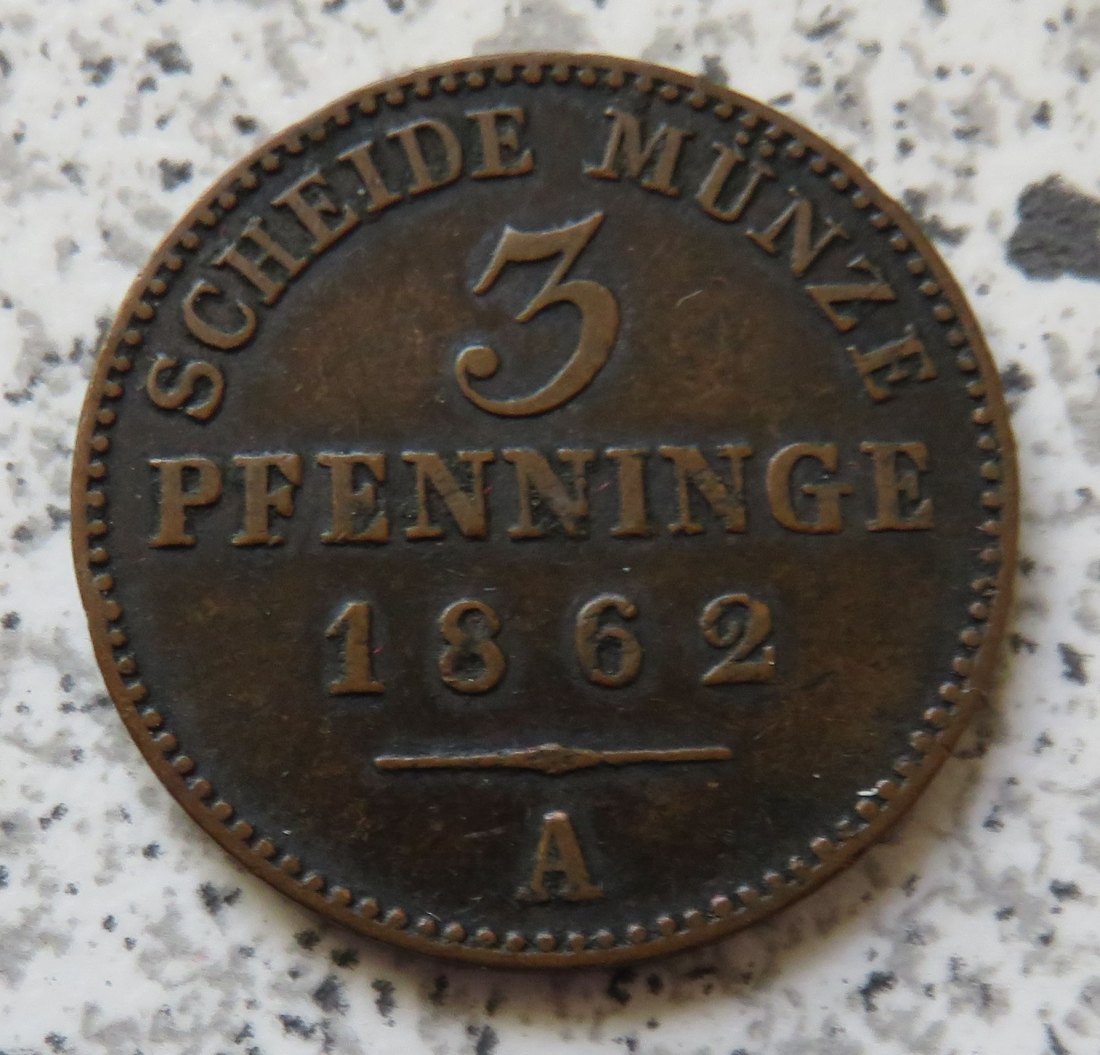 SCHEIDE MÜNZE
3
PFENNINGE
1862
A